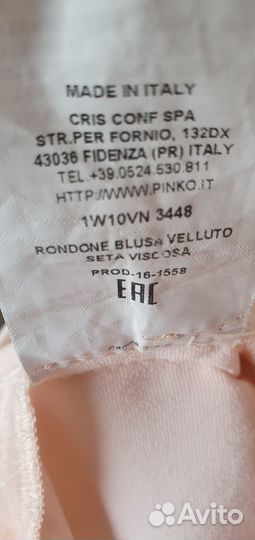 MADE IN ITALY
CRIS CONF SPA
STR.PER FORNIO, 132DX
43036 FIDENZA (PR) ITALY
TEL +39.0524.530.811
HTTP://WWW.PINKO.IT
1W10VN 3448
RONDONE BLUSA VELLUTO
SETA VISCOSA
PROD-16-1558
EAC
Avito